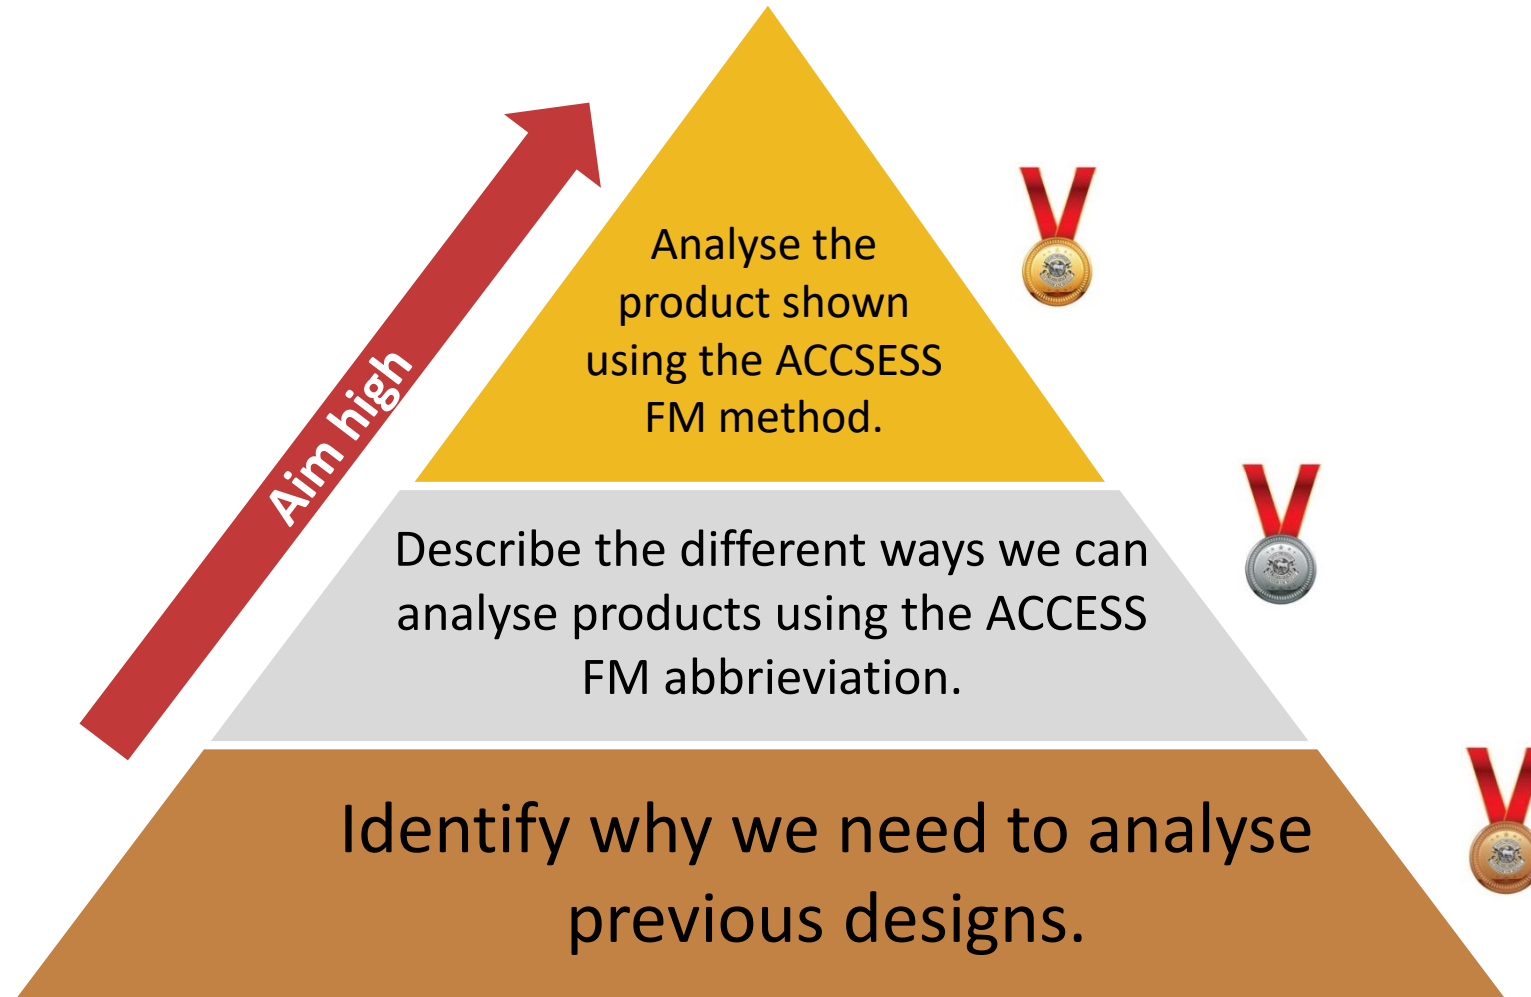 Analyse the
product shown
using the ACCSESS
FM method.
Aim high
Describe the different ways we can
analyse products using the ACCESS
FM abbrieviation.
Identify why we need to analyse
previous designs.